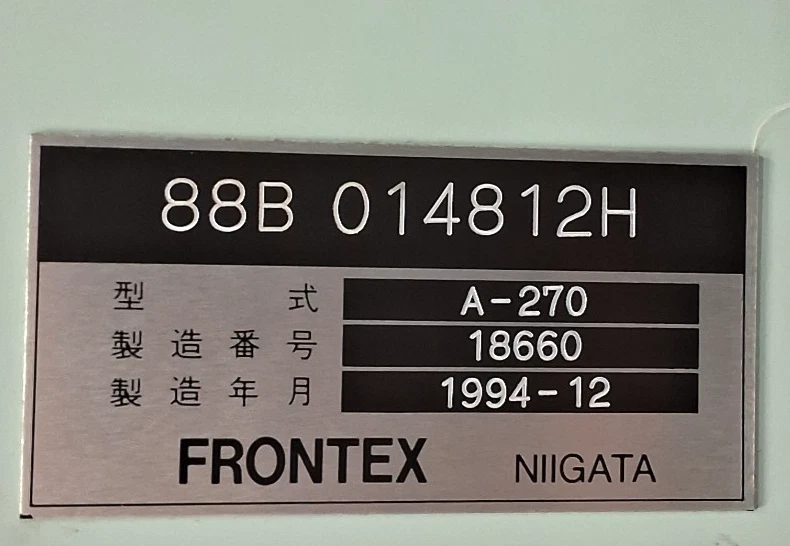 88B 014812H
型式 A-270
製造番号 18660
製造年月 1994-12
FRONTEX NIIGATA